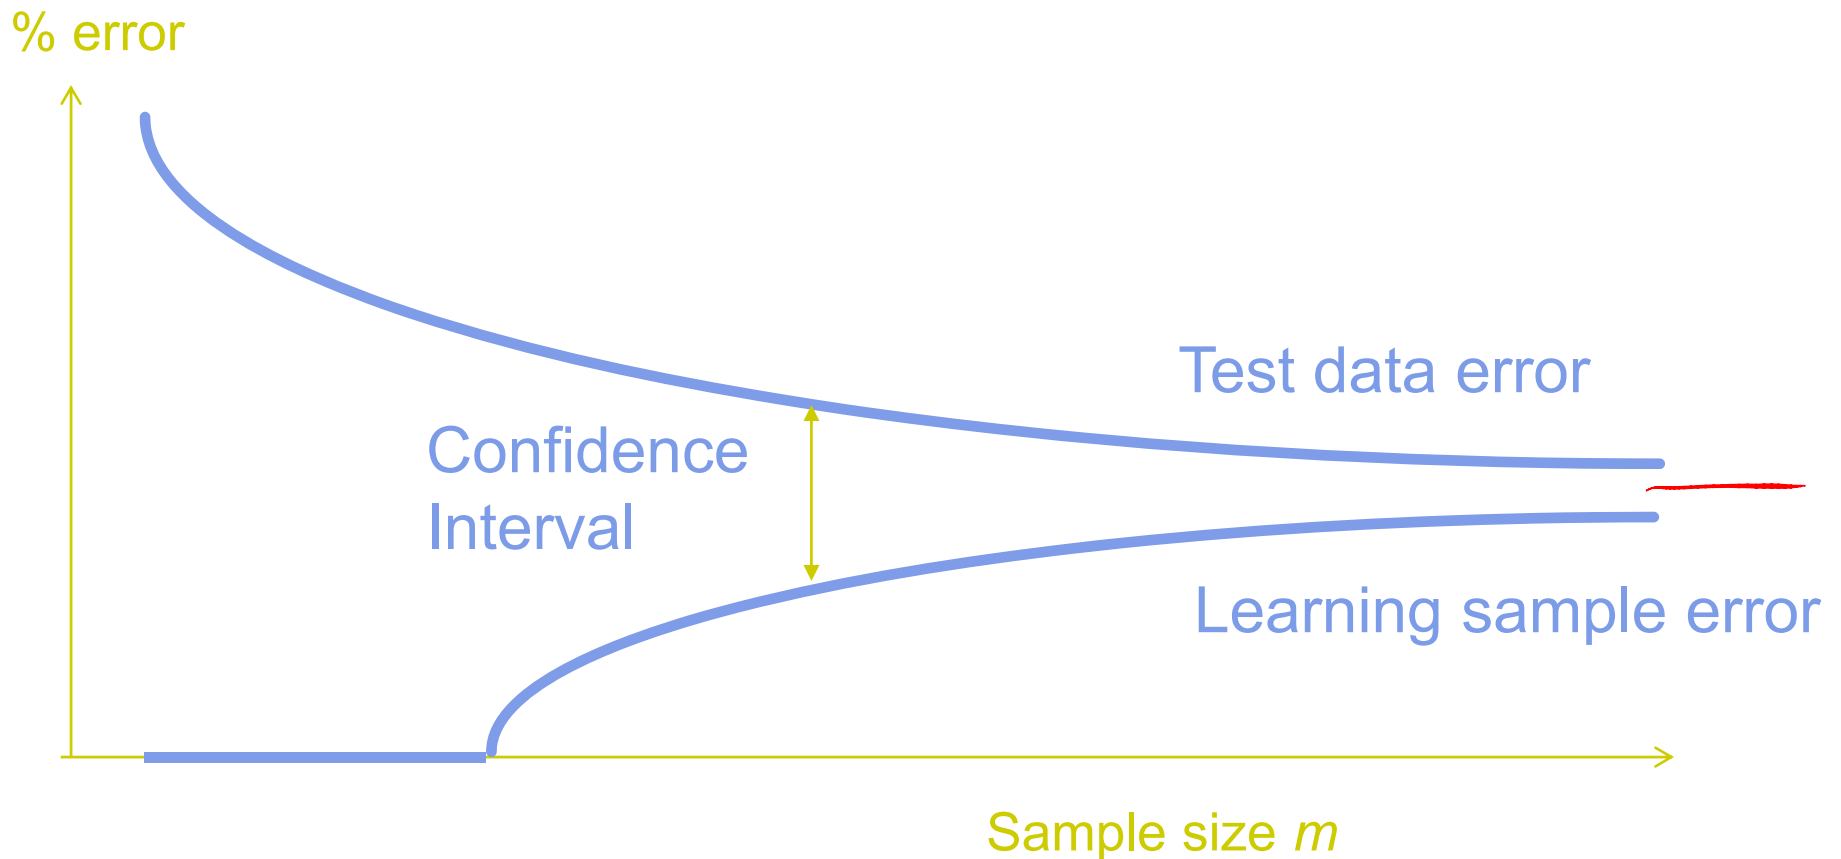 % error
Test data error
Confidence
Interval
Learning sample error
Sample size m